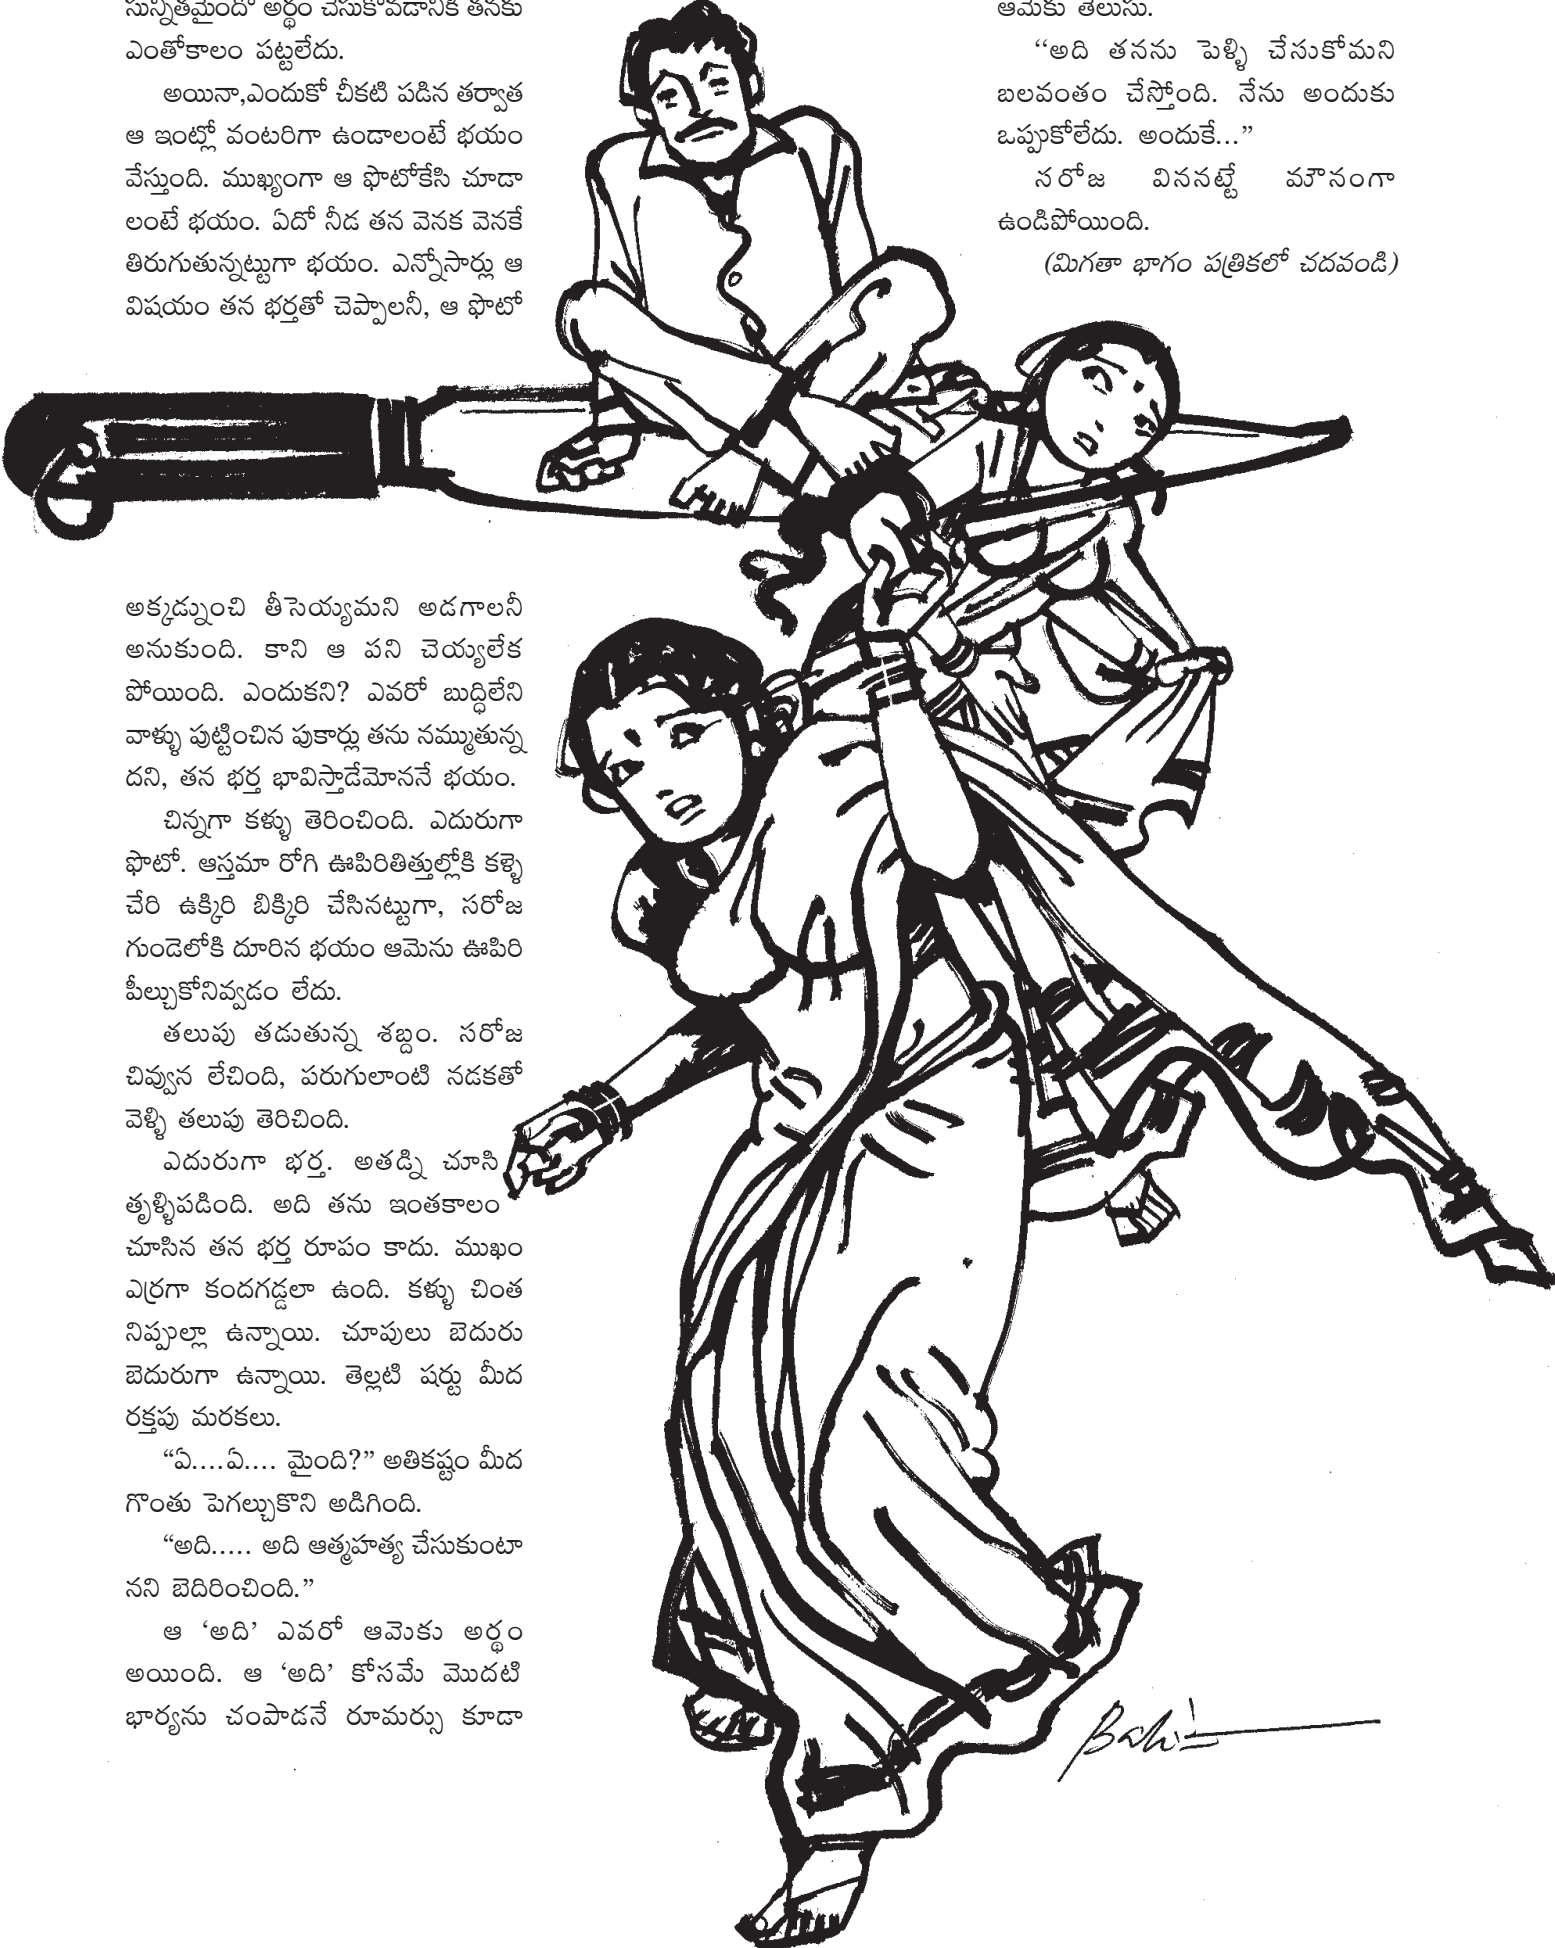 సున్నితమైందో అర్థం చేసుకోవడానికి తనకు
ఎంతోకాలం పట్టలేదు.
అయినా,ఎందుకో చీకటి పడిన తర్వాత
ఆ ఇంట్లో వంటరిగా ఉండాలంటే భయం
వేస్తుంది. ముఖ్యంగా ఆ ఫొటోకేసి చూడా
లంటే భయం. ఏదో నీడ తన వెనక వెనకే
తిరుగుతున్నట్టుగా భయం. ఎన్నోసార్లు ఆ
విషయం తన భర్తతో చెప్పాలనీ, ఆ ఫొటో
అక్కడ్నుంచి తీసెయ్యమని అడగాలనీ
అనుకుంది. కాని ఆ పని చెయ్యలేక
పోయింది. ఎందుకని? ఎవరో బుద్ధిలేని
వాళ్ళు పుట్టించిన పుకార్లు తను నమ్ముతున్న
దని, తన భర్త భావిస్తాడేమోననే భయం.
చిన్నగా కళ్ళు తెరించింది. ఎదురుగా
ఫొటో. ఆస్తమా రోగి ఊపిరితిత్తుల్లోకి కళ్ళె
చేరి ఉక్కిరి బిక్కిరి చేసినట్టుగా, సరోజ
గుండెలోకి దూరిన భయం ఆమెను ఊపిరి
పీల్చుకోనివ్వడం లేదు.
తలుపు తడుతున్న శబ్దం. సరోజ
చివ్వున లేచింది, పరుగులాంటి నడకతో
వెళ్ళి తలుపు తెరిచింది.
ఎదురుగా భర్త. అతడ్ని చూసి
తృళ్ళిపడింది. అది తను ఇంతకాలం
చూసిన తన భర్త రూపం కాదు. ముఖం
ఎర్రగా కందగడ్డలా ఉంది. కళ్ళు చింత
నిప్పుల్లా ఉన్నాయి. చూపులు బెదురు
బెదురుగా ఉన్నాయి. తెల్లటి షర్టు మీద
రక్తపు మరకలు.
“ఏ....ఏ.... మైంది?” అతికష్టం మీద
గొంతు పెగల్చుకొని అడిగింది.
“అది..... అది ఆత్మహత్య చేసుకుంటా
నని బెదిరించింది.”
ఆ ‘అది’ ఎవరో ఆమెకు అర్థం
అయింది. ఆ ‘అది’ కోసమే మొదటి
భార్యను చంపాడనే రూమర్సు కూడా
ఆమెకు తెలుసు.
‘‘అది తనను పెళ్ళి చేసుకోమని
బలవంతం చేస్తోంది. నేను అందుకు
ఒప్పుకోలేదు. అందుకే...”
సరోజ విననట్టే మౌనంగా
ఉండిపోయింది.
(మిగతా భాగం పత్రికలో చదవండి)